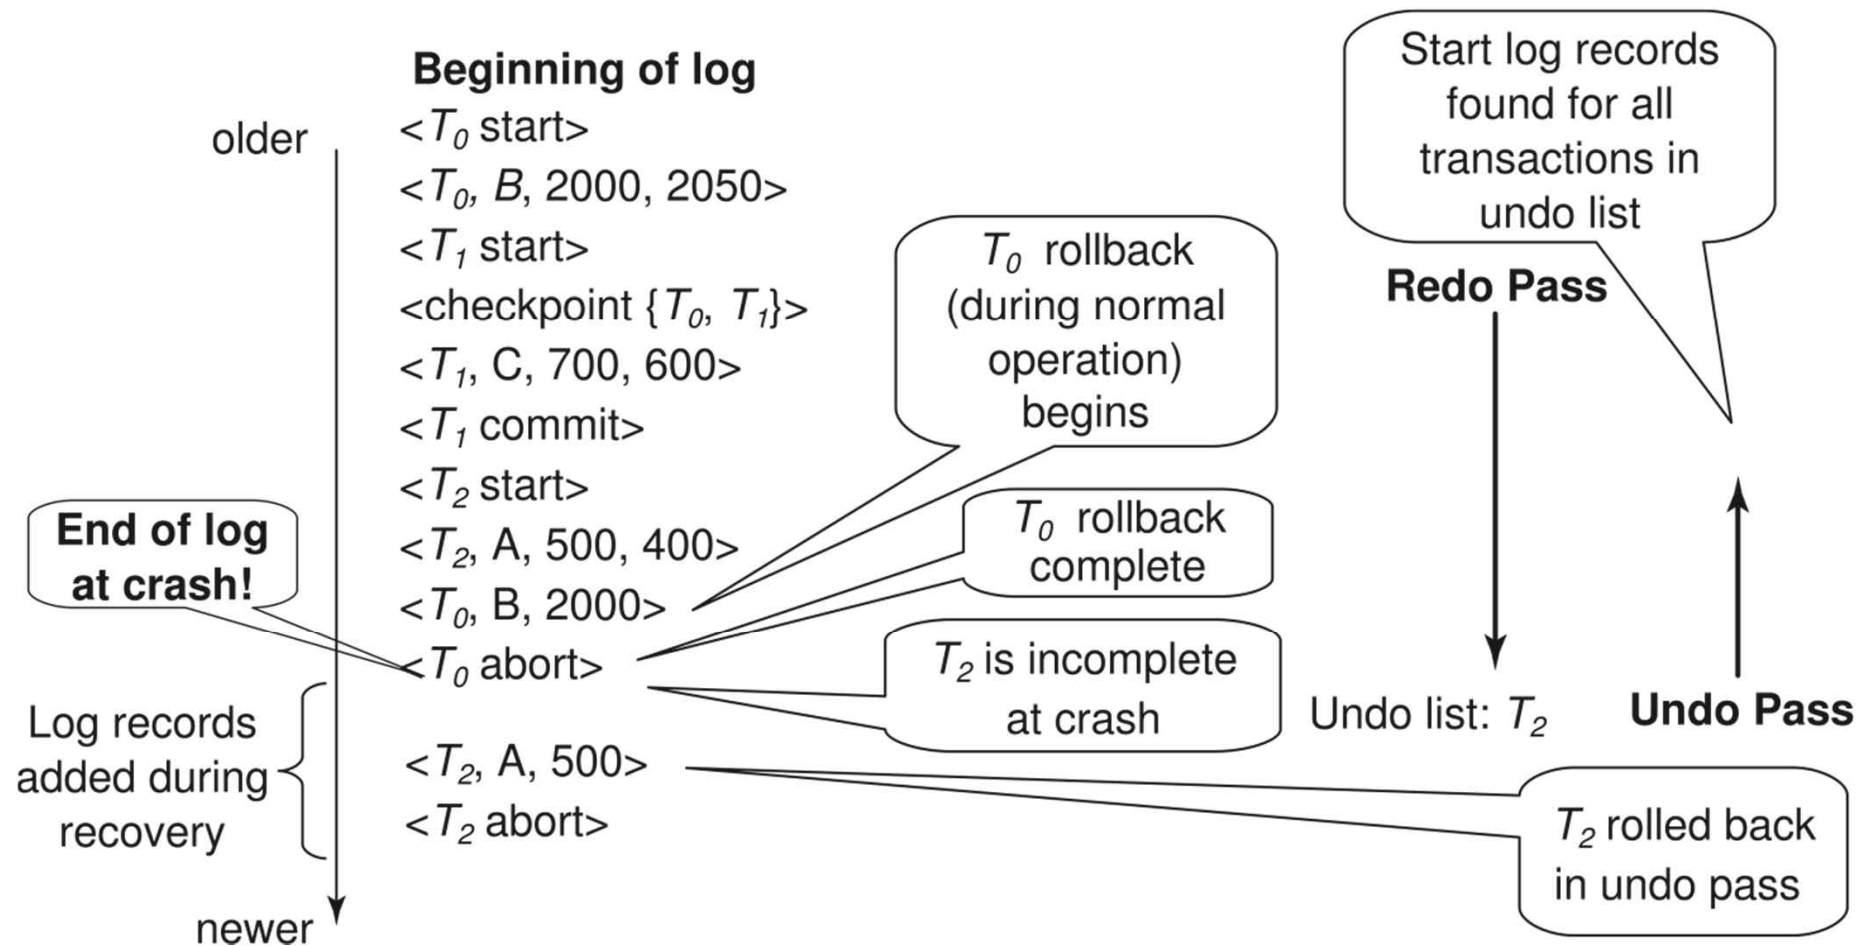 Beginning of log
older
<T0 start>
<T0, B, 2000, 2050>
<T1 start>
<checkpoint {T0, T1}>
<T1, C, 700, 600>
<T1 commit>
<T2 start>
<T2, A, 500, 400>
<T0, B, 2000>
<T0 abort>
<T2, A, 500>
<T2 abort>
newer
End of log
at crash!
Log records
added during
recovery
T0 rollback
(during normal
operation)
begins
T0 rollback
complete
T2 is incomplete
at crash
Start log records
found for all
transactions in
undo list
Redo Pass
Undo list: T2
Undo Pass
T2 rolled back
in undo pass